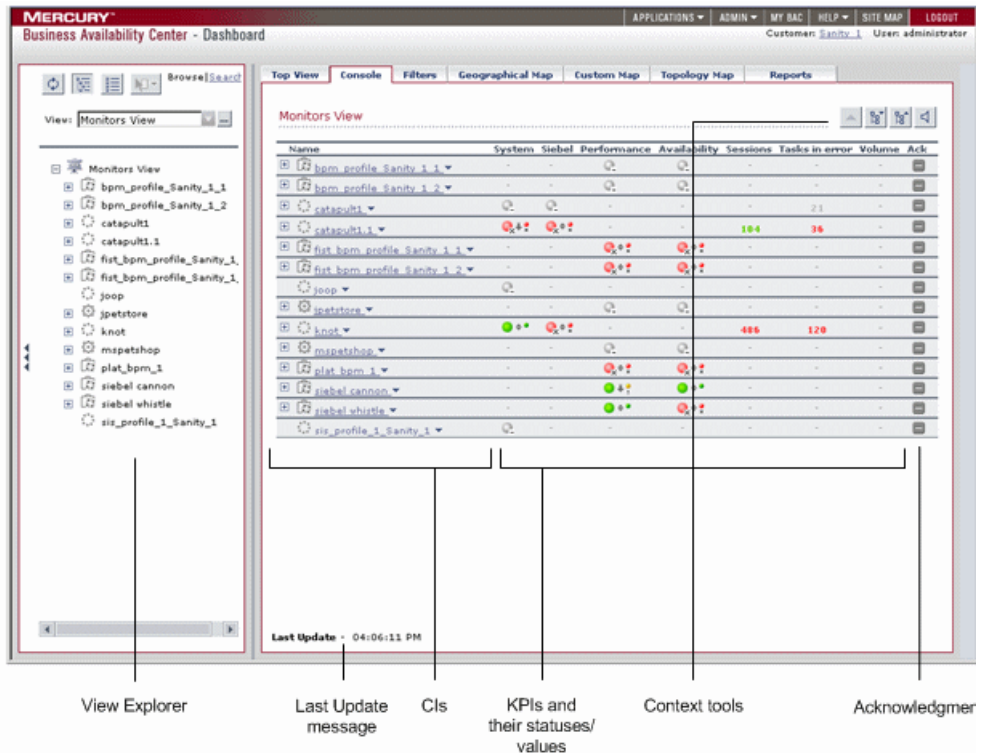 MERCURY™ APPLICATIONS ADMIN MY BAC HELP SITE MAP LOGOUT
Business Availability Center - Dashboard Customer: Sanity_1 User: administrator
Browse|Search
View: Monitors View
Monitors View
bpm_profile_Sanity_1_1
bpm_profile_Sanity_1_2
catapult1
catapult1.1
fist_bpm_profile_Sanity_1_
fist_bpm_profile_Sanity_1_
joop
jpetstore
knot
mspetshop
plat_bpm_1
siebel cannon
siebel whistle
sis_profile_1_Sanity_1
Top View Console Filters Geographical Map Custom Map Topology Map Reports
Monitors View
Name System Siebel Performance Availability Sessions Tasks in error Volume Ack
bpm_profile_Sanity_1_1 - - - - -
bpm_profile_Sanity_1_2 - - - - -
catapult1 - - - 21 -
catapult1.1 - - 104 36 -
fist_bpm_profile_Sanity_1_1 - - - - -
fist_bpm_profile_Sanity_1_2 - - - - -
joop - - - - - -
jpetstore - - - - -
knot - - 486 120 -
mspetshop - - - - -
plat_bpm_1 - - - - -
siebel cannon - - - - -
siebel whistle - - - - -
sis_profile_1_Sanity_1 - - - - - -
Last Update - 04:06:11 PM
View Explorer
Last Update
message
CIs
KPIs and
their statuses/
values
Context tools
Acknowledgmen